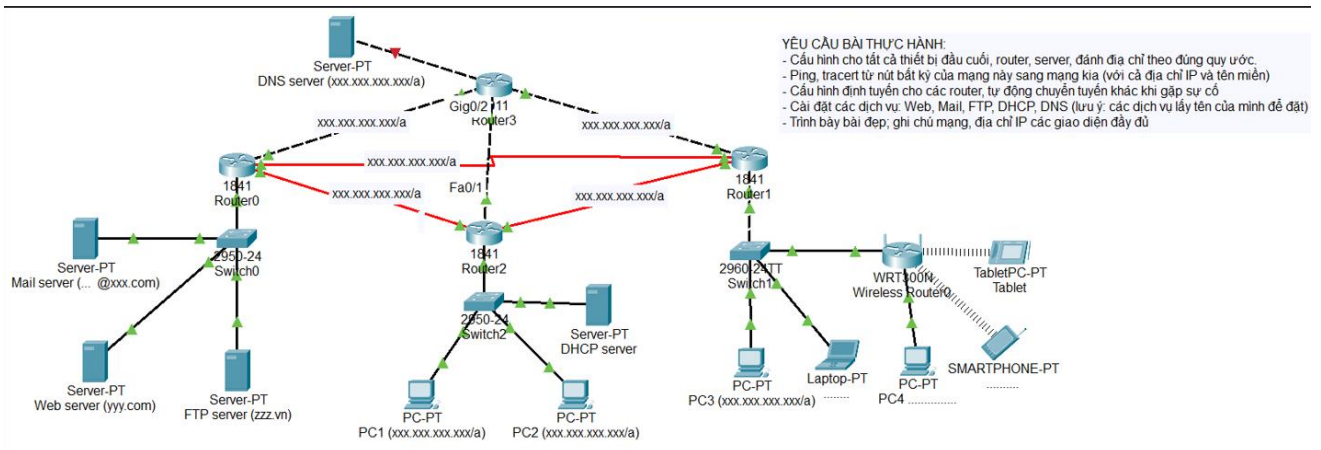 YÊU CẦU BÀI THỰC HÀNH:
- Cấu hình cho tất cả thiết bị đầu cuối, router, server, đánh địa chỉ theo đúng quy ước.
- Ping, tracert từ nút bất kỳ của mạng này sang mạng kia (với cả địa chỉ IP và tên miền)
- Cấu hình định tuyến cho các router, tự động chuyển tuyến khác khi gặp sự cố
- Cài đặt các dịch vụ: Web, Mail, FTP, DHCP, DNS (lưu ý: các dịch vụ lấy tên của mình để đặt)
- Trình bày bài đẹp; ghi chú mạng, địa chỉ IP các giao diện đầy đủ
Server-PT
DNS server (xxx.xxx.xxx.xxx/a)
Gig0/2
11
Router3
xxx.xxx.xxx.xxx/a
xxx.xxx.xxx.xxx/a
xxx.xxx.xxx.xxx/a
1841
Router0
1841
Router1
xxx.xxx.xxx.xxx/a
Fa0/1
xxx.xxx.xxx.xxx/a
1841
Router2
Server-PT
Mail server (... @xxx.com)
2950-24
Switch0
2960-24TT
Switch1
WRT300N
Wireless Router0
TabletPC-PT
Tablet
2950-24
Switch2
Server-PT
DHCP server
Server-PT
Web server (yyy.com)
Server-PT
FTP server (zzz.vn)
PC-PT
PC1 (xxx.xxx.xxx.xxx/a)
PC-PT
PC2 (xxx.xxx.xxx.xxx/a)
PC-PT
PC3 (xxx.xxx.xxx.xxx/a)
Laptop-PT
........
PC-PT
PC4 ...............
SMARTPHONE-PT
..........